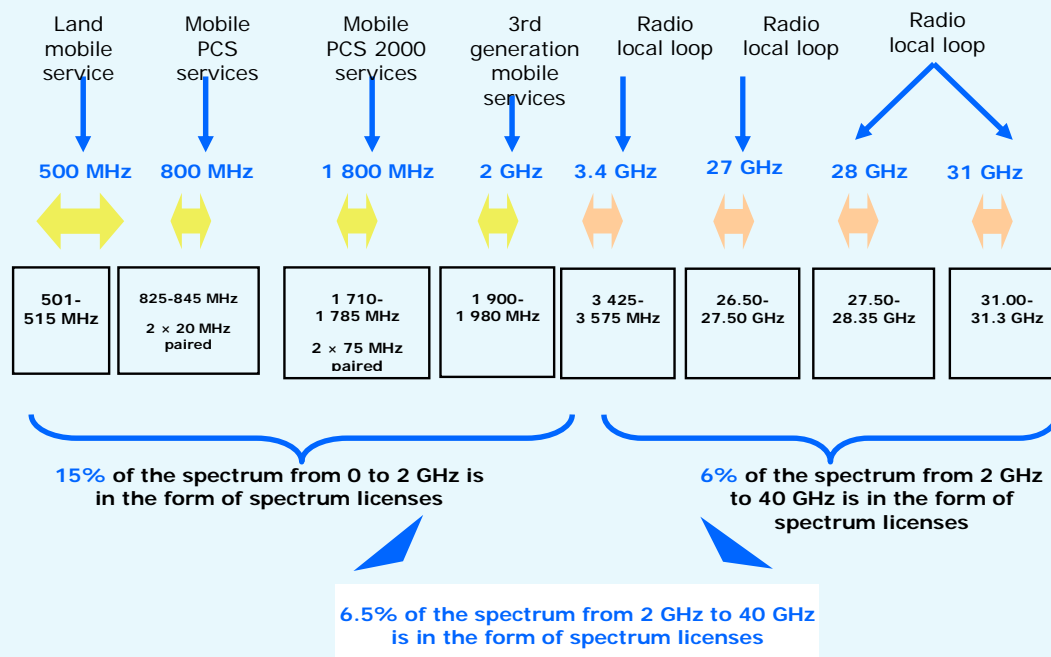 Land
mobile
service
Mobile
PCS
services
Mobile
PCS 2000
services
3rd
generation
mobile
services
Radio
local loop
Radio
local loop
Radio
local loop
500 MHz
800 MHz
1 800 MHz
2 GHz
3.4 GHz
27 GHz
28 GHz
31 GHz
501-
515 MHz
825-845 MHz
2 × 20 MHz
paired
1 710-
1 785 MHz
2 × 75 MHz
paired
1 900-
1 980 MHz
3 425-
3 575 MHz
26.50-
27.50 GHz
27.50-
28.35 GHz
31.00-
31.3 GHz
15% of the spectrum from 0 to 2 GHz is
in the form of spectrum licenses
6% of the spectrum from 2 GHz
to 40 GHz is in the form of
spectrum licenses
6.5% of the spectrum from 2 GHz to 40 GHz
is in the form of spectrum licenses